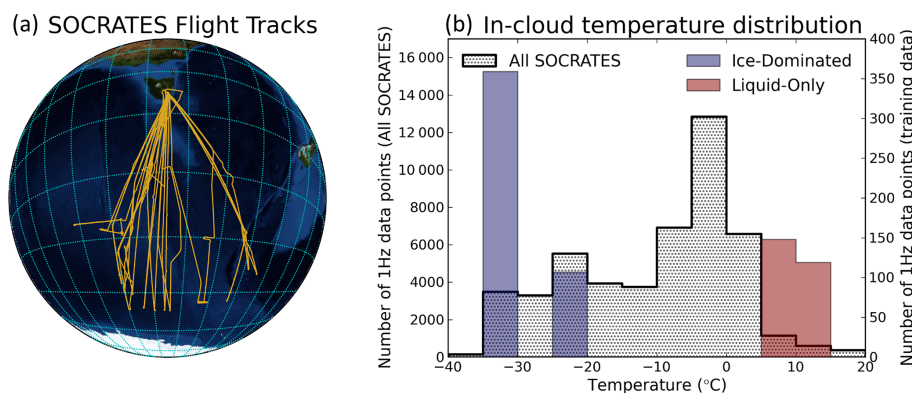 (a) SOCRATES Flight Tracks
(b) In-cloud temperature distribution
Number of 1Hz data points (All SOCRATES)
16 000
14 000
12 000
10 000
8000
6000
4000
2000
0
All SOCRATES
Ice-Dominated
Liquid-Only
400
350
300
250
200
150
100
50
0
Number of 1Hz data points (training data)
−40 −30 −20 −10 0 10 20
Temperature (°C)